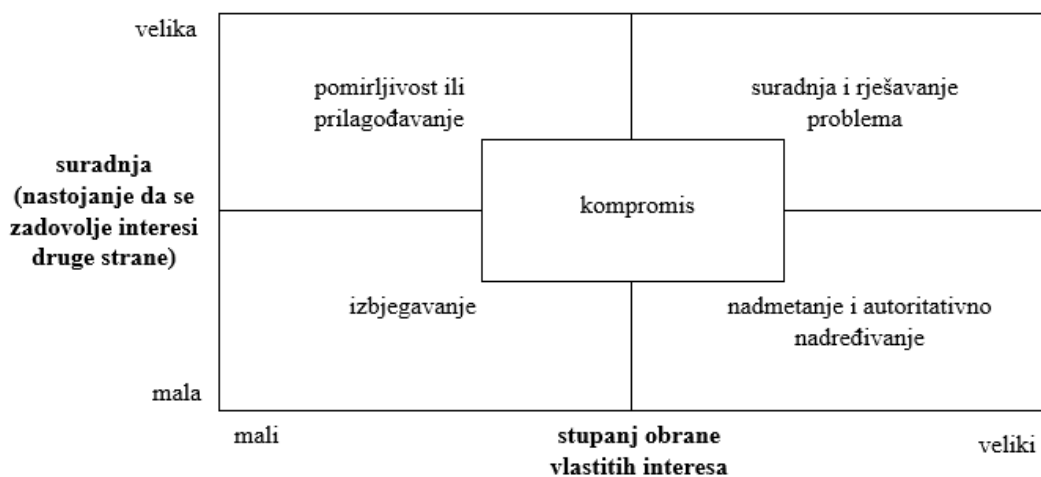 velika
pomirljivost ili
prilagođavanje
suradnja i rješavanje
problema
suradnja
(nastojanje da se
zadovolje interesi
druge strane)
kompromis
izbjegavanje
nadmetanje i autoritativno
nadređivanje
mala
mali
stupanj obrane
vlastitih interesa
veliki